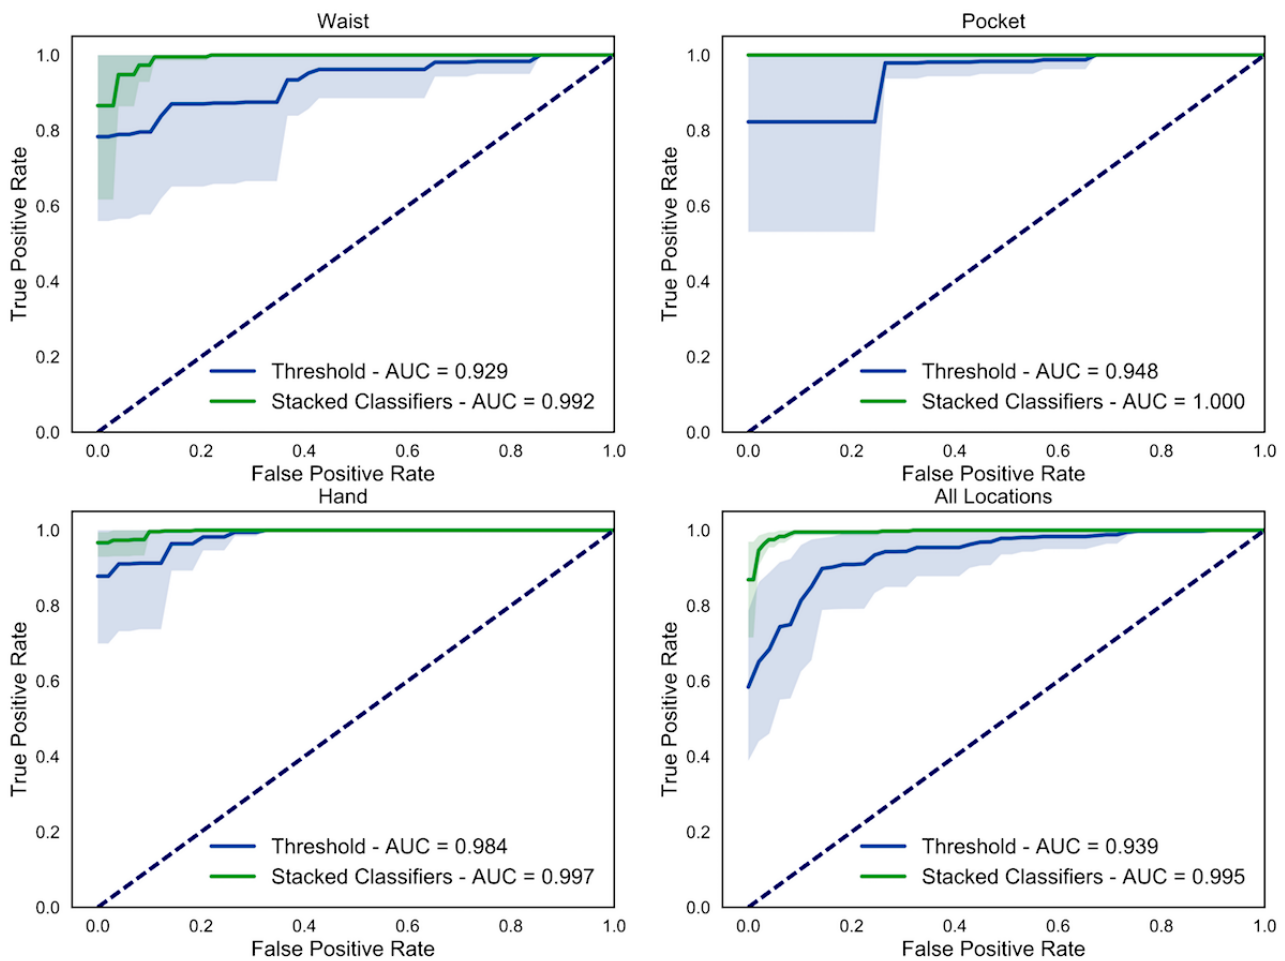 Waist
1.0
0.8
0.6
0.4
0.2
0.0
True Positive Rate
Threshold - AUC = 0.929
Stacked Classifiers - AUC = 0.992
0.0 0.2 0.4 0.6 0.8 1.0
False Positive Rate
Pocket
1.0
0.8
0.6
0.4
0.2
0.0
True Positive Rate
Threshold - AUC = 0.948
Stacked Classifiers - AUC = 1.000
0.0 0.2 0.4 0.6 0.8 1.0
False Positive Rate
Hand
1.0
0.8
0.6
0.4
0.2
0.0
True Positive Rate
Threshold - AUC = 0.984
Stacked Classifiers - AUC = 0.997
0.0 0.2 0.4 0.6 0.8 1.0
False Positive Rate
All Locations
1.0
0.8
0.6
0.4
0.2
0.0
True Positive Rate
Threshold - AUC = 0.939
Stacked Classifiers - AUC = 0.995
0.0 0.2 0.4 0.6 0.8 1.0
False Positive Rate